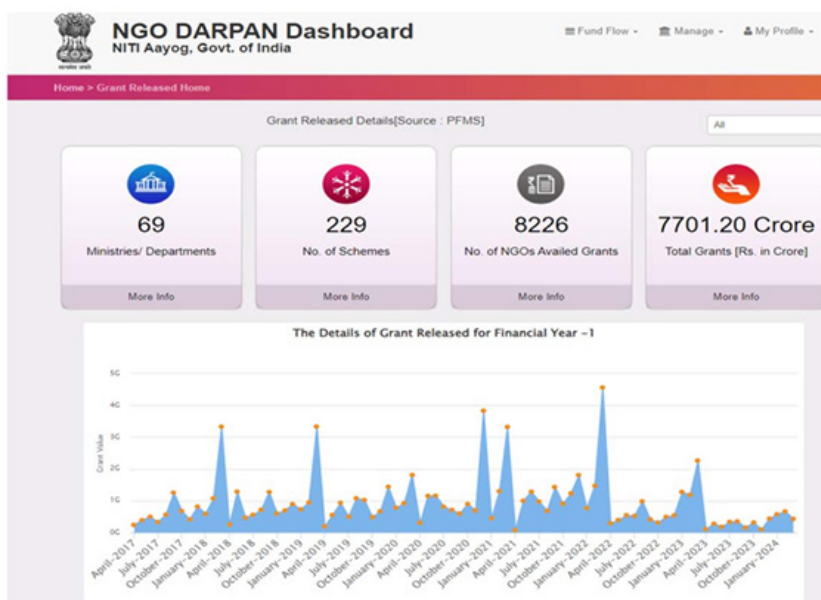 NGO DARPAN Dashboard
NITI Aayog, Govt. of India
Fund Flow
Manage
My Profile
Home > Grant Released Home
Grant Released Details[Source : PFMS]
All
69
Ministries/ Departments
More Info
229
No. of Schemes
More Info
8226
No. of NGOs Availed Grants
More Info
7701.20 Crore
Total Grants [Rs. in Crore]
More Info
The Details of Grant Released for Financial Year -1
Grant Value
5G
4G
3G
2G
1G
0G
April-2017
July-2017
October-2017
January-2018
April-2018
July-2018
October-2018
January-2019
April-2019
July-2019
October-2019
January-2020
April-2020
July-2020
October-2020
January-2021
April-2021
July-2021
October-2021
January-2022
April-2022
July-2022
October-2022
January-2023
April-2023
July-2023
October-2023
January-2024